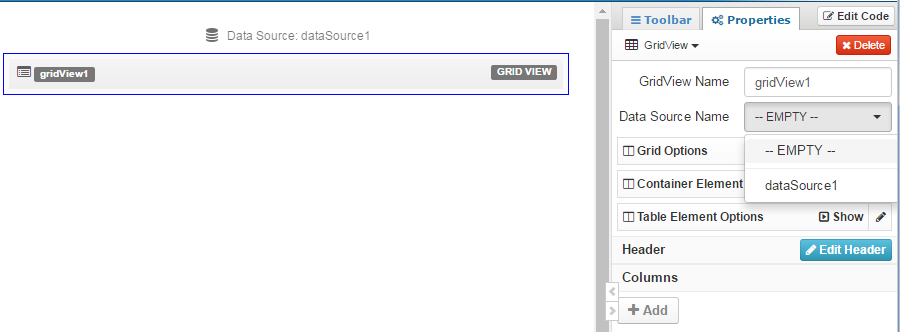 Data Source: dataSource1
gridView1
GRID VIEW
Toolbar
Properties
Edit Code
GridView
Delete
GridView Name
gridView1
Data Source Name
-- EMPTY --
-- EMPTY --
dataSource1
Grid Options
Container Element
Table Element Options
Show
Header
Edit Header
Columns
Add